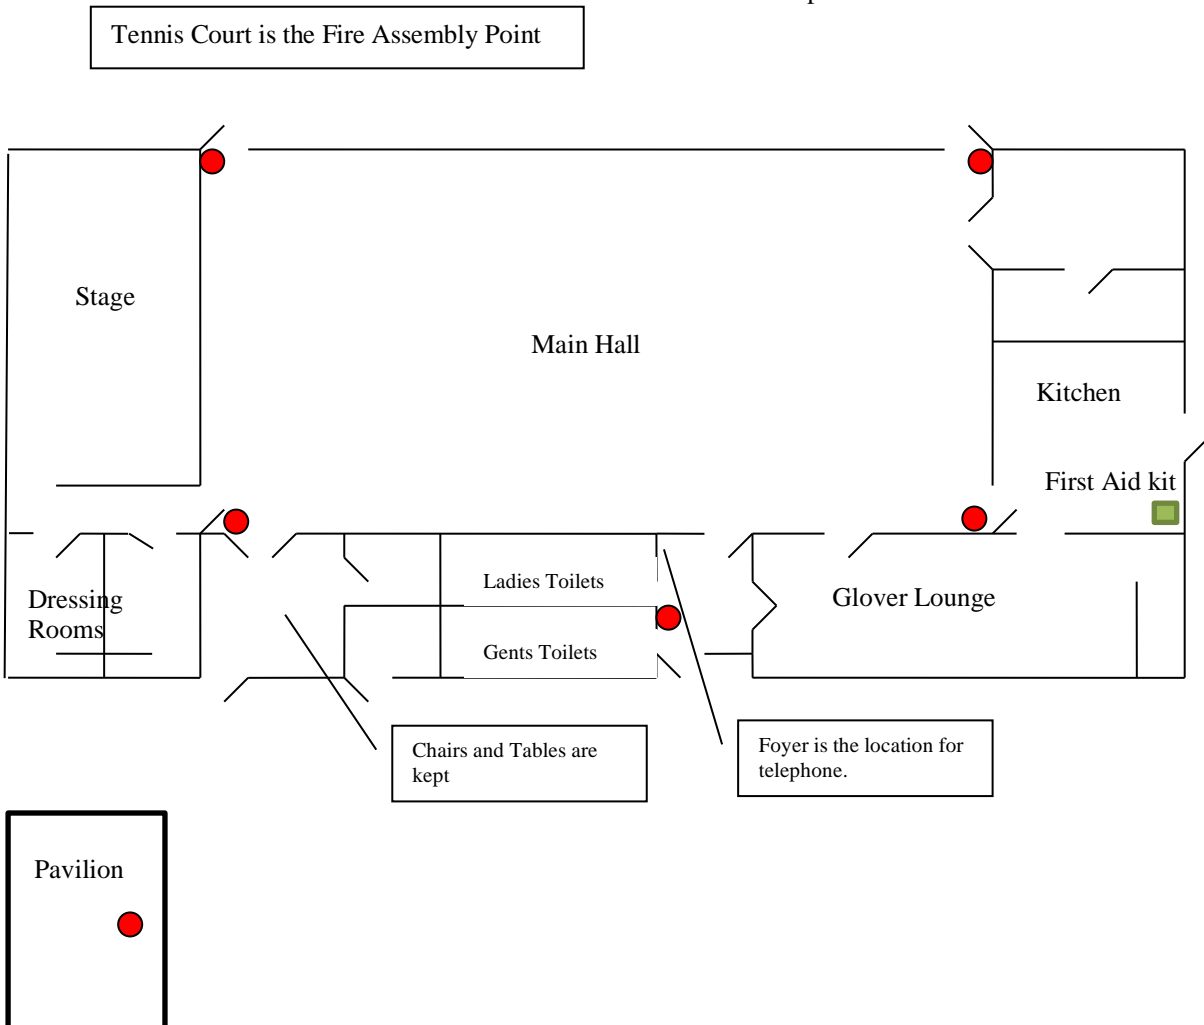 Tennis Court is the Fire Assembly Point
Stage
Main Hall
Kitchen
First Aid kit
Ladies Toilets
Dressing
Rooms
Glover Lounge
Gents Toilets
Chairs and Tables are
kept
Foyer is the location for
telephone.
Pavilion